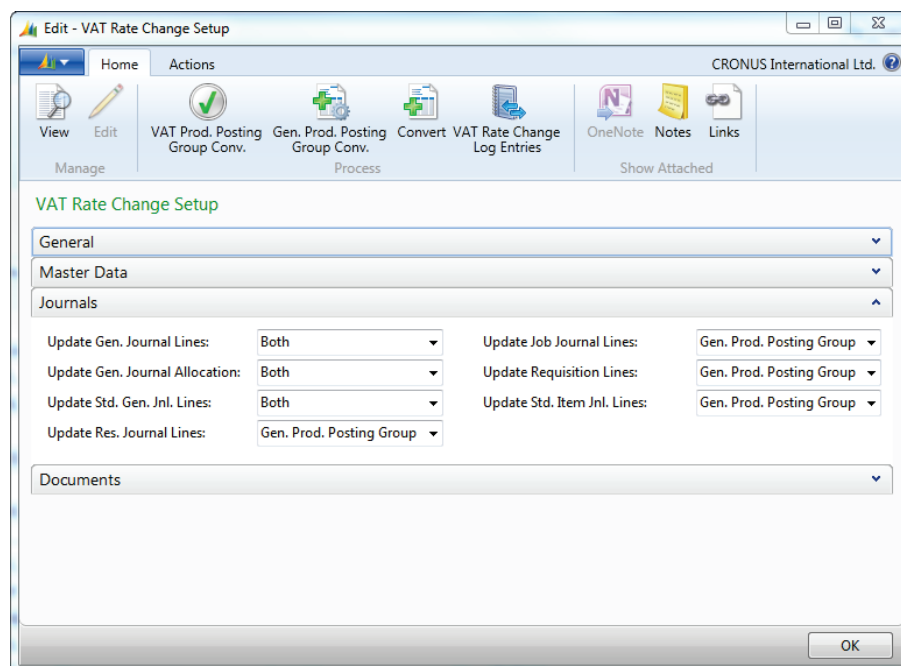 Edit - VAT Rate Change Setup
Home Actions CRONUS International Ltd.
View Edit VAT Prod. Posting Gen. Prod. Posting Convert VAT Rate Change OneNote Notes Links
Group Conv. Group Conv. Log Entries
Manage Process Show Attached
VAT Rate Change Setup
General
Master Data
Journals
Update Gen. Journal Lines: Both Update Job Journal Lines: Gen. Prod. Posting Group
Update Gen. Journal Allocation: Both Update Requisition Lines: Gen. Prod. Posting Group
Update Std. Gen. Jnl. Lines: Both Update Std. Item Jnl. Lines: Gen. Prod. Posting Group
Update Res. Journal Lines: Gen. Prod. Posting Group
Documents
OK